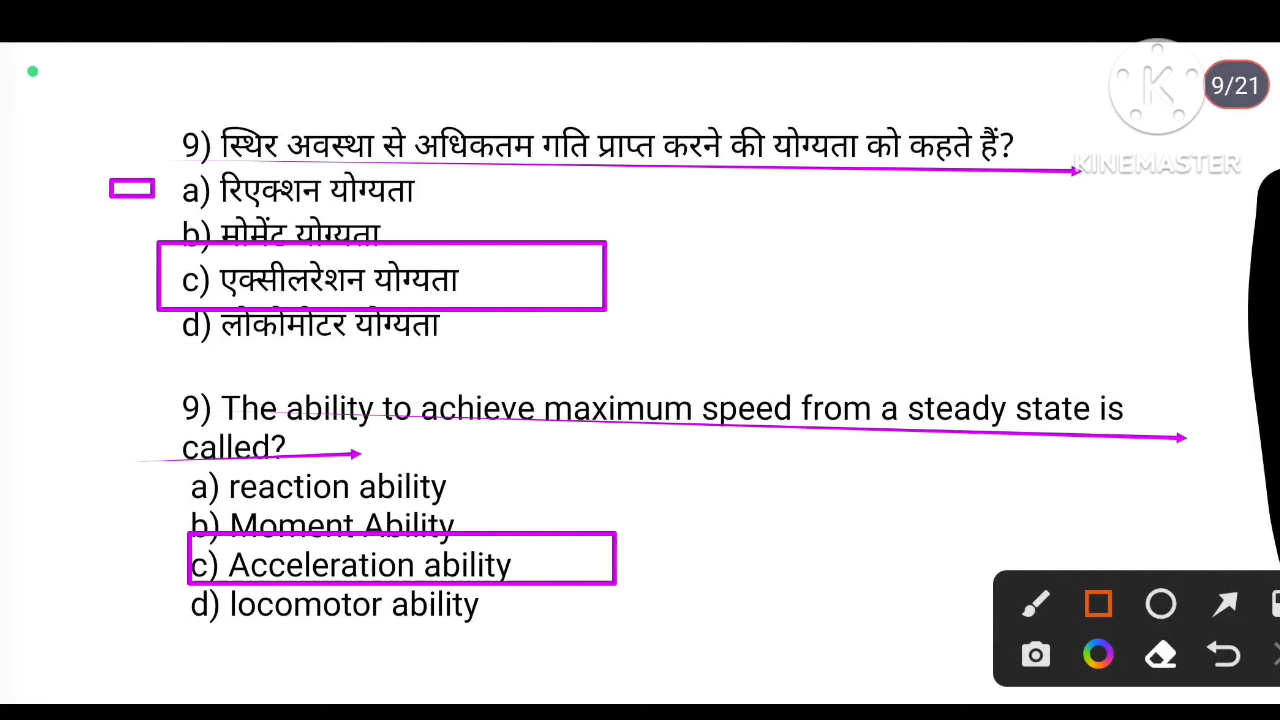 9/21
KINEMASTER
9) स्थिर अवस्था से अधिकतम गति प्राप्त करने की योग्यता को कहते हैं?
a) रिएक्शन योग्यता
b) मोमेंट योग्यता
c) एक्सीलरेशन योग्यता
d) लोकोमोटर योग्यता
9) The ability to achieve maximum speed from a steady state is
called?
a) reaction ability
b) Moment Ability
c) Acceleration ability
d) locomotor ability